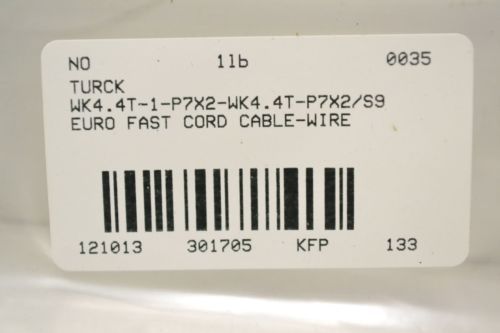 NO 1lb 0035
TURCK
WK4.4T-1-P7X2-WK4.4T-P7X2/S9
EURO FAST CORD CABLE-WIRE
121013 301705 KFP 133